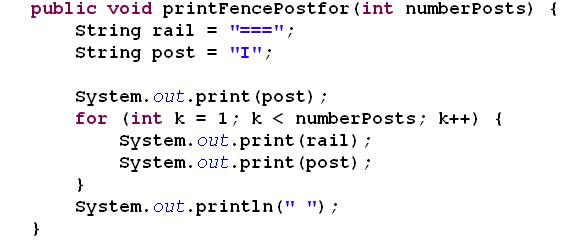 public void printFencePostfor(int numberPosts) {
    String rail = "===";
    String post = "I";

    System.out.print(post);
    for (int k = 1; k < numberPosts; k++) {
        System.out.print(rail);
        System.out.print(post);
    }
    System.out.println(" ");
}